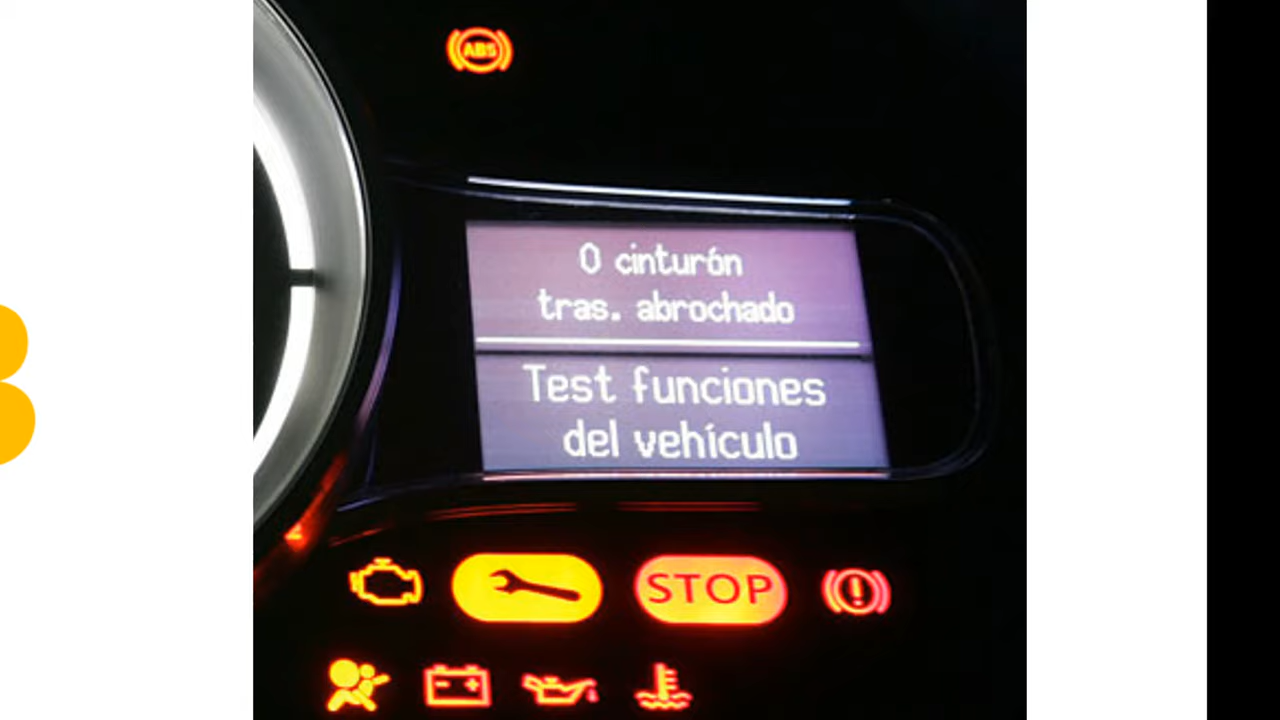 ABS
0 cinturón
tras. abrochado
Test funciones
del vehículo
STOP